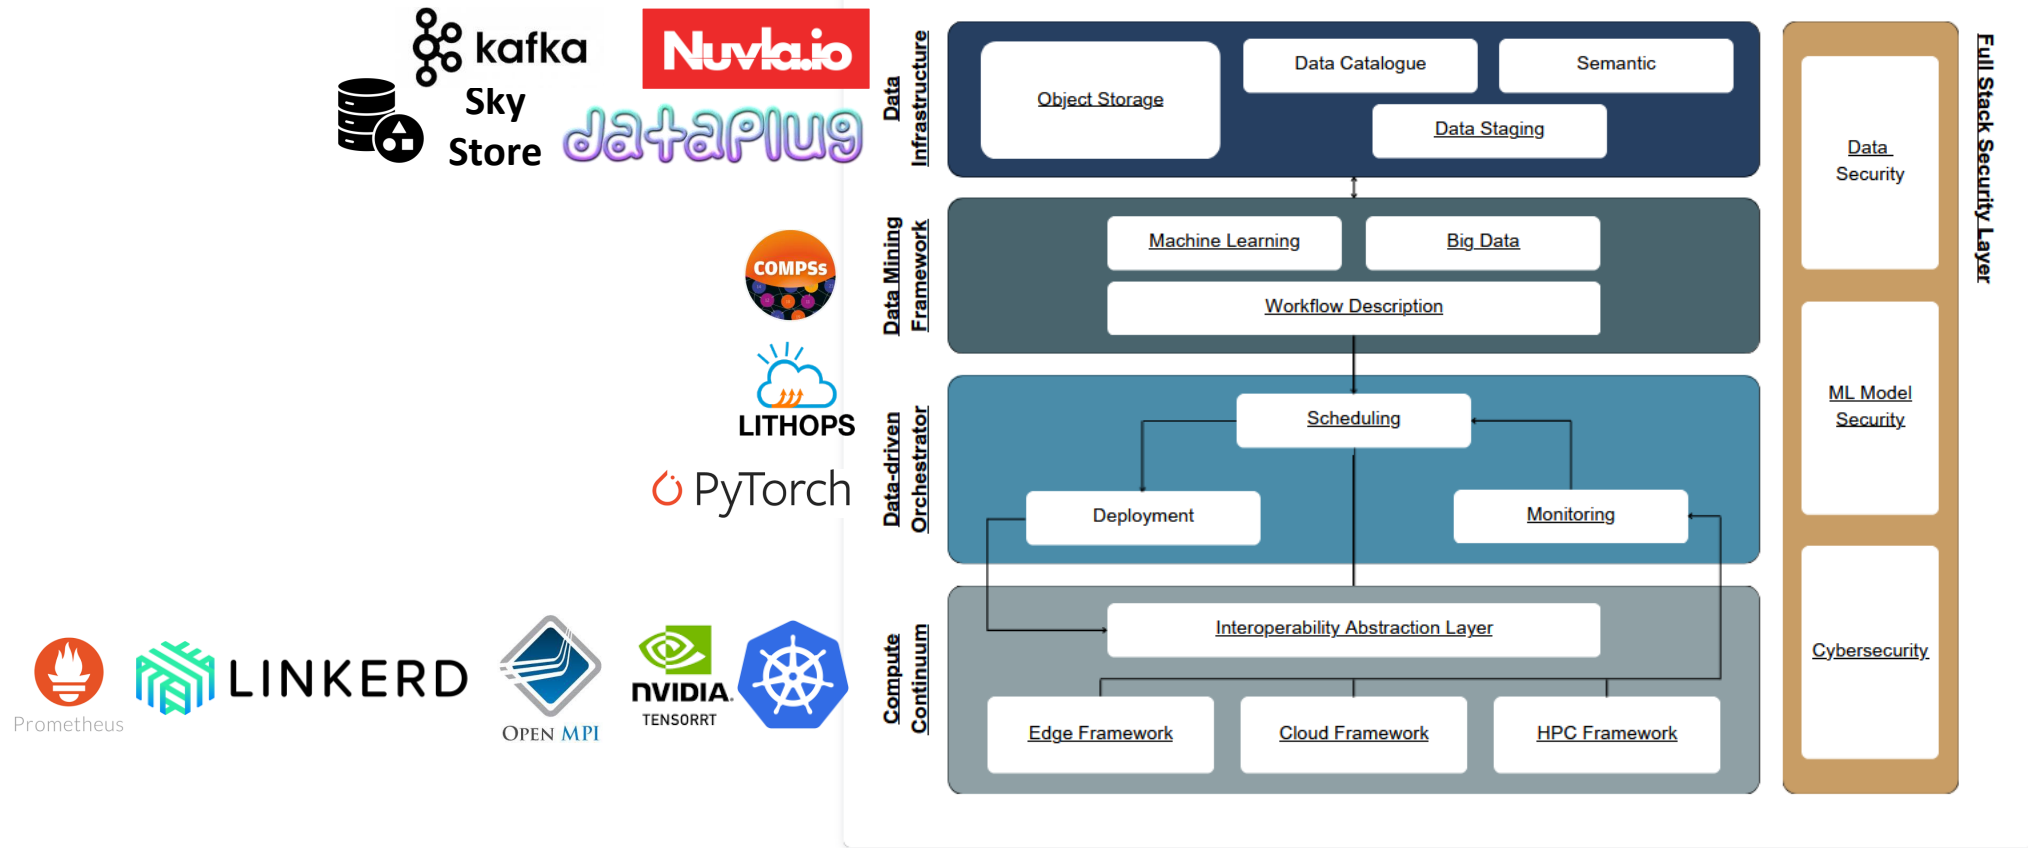 kafka
Nuvla.io
Sky
Store
dataplug
COMPSs
LITHOPS
PyTorch
Prometheus
LINKERD
OPEN MPI
NVIDIA.
TENSORRT
Data
Infrastructure
Object Storage
Data Catalogue
Semantic
Data Staging
Data Mining
Framework
Machine Learning
Big Data
Workflow Description
Data-driven
Orchestrator
Scheduling
Deployment
Monitoring
Compute
Continuum
Interoperability Abstraction Layer
Edge Framework
Cloud Framework
HPC Framework
Data
Security
ML Model
Security
Cybersecurity
Full Stack Security Layer